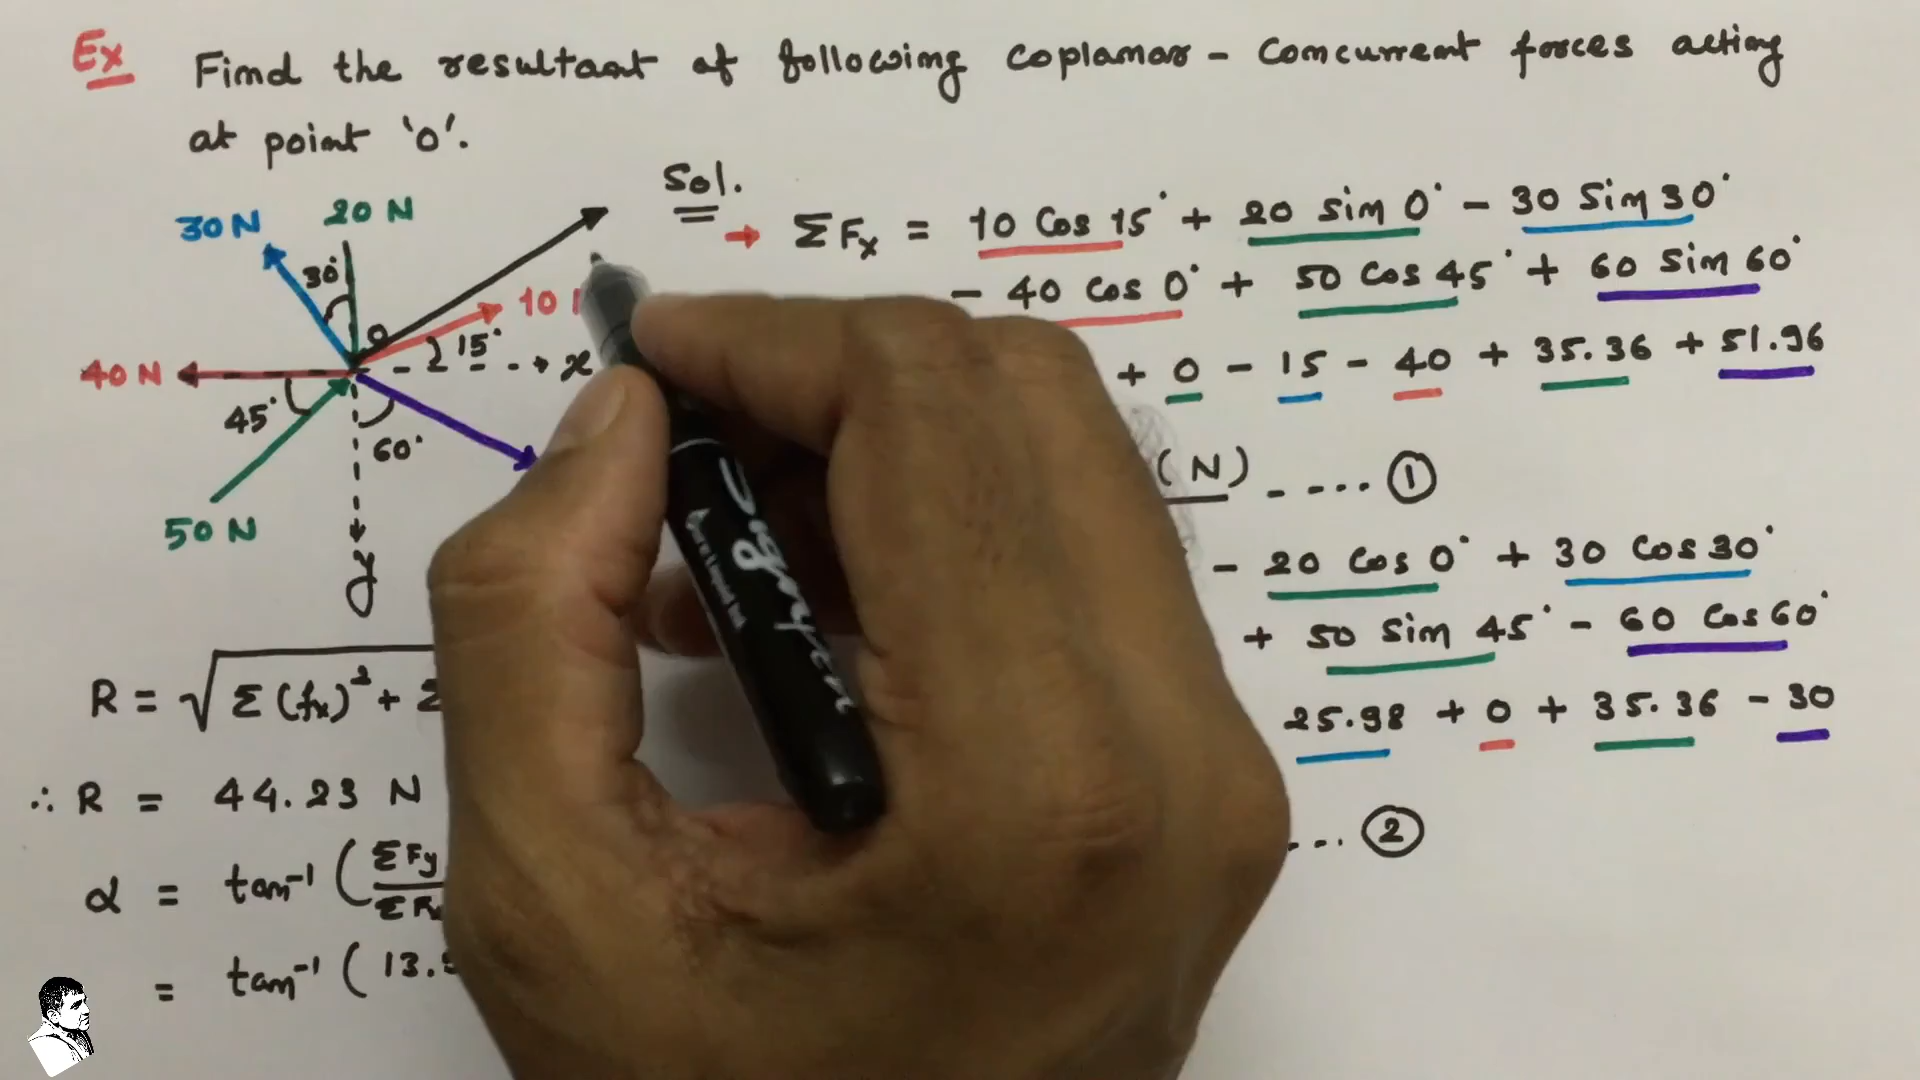 Ex Find the resultant of following coplanar - concurrent forces acting
at point 'O'.
Sol.
→ ΣFx = 10 Cos 15° + 20 sin 0° - 30 Sin 30°
- 40 cos 0° + 50 cos 45° + 60 sin 60°
+ 0 - 15 - 40 + 35.36 + 51.96
(N) - ---- ①
- 20 cos 0° + 30 cos 30°
+ 50 sin 45° - 60 cos 60°
25.98 + 0 + 35.36 - 30
... ②
30 N
20 N
30°
O
10
15°
x
40 N
45°
60°
50 N
y
R = √Σ(fx)² + Σ
∴ R = 44.23 N
α = tan⁻¹ (ΣFy
ΣFx
= tan⁻¹ ( 13.